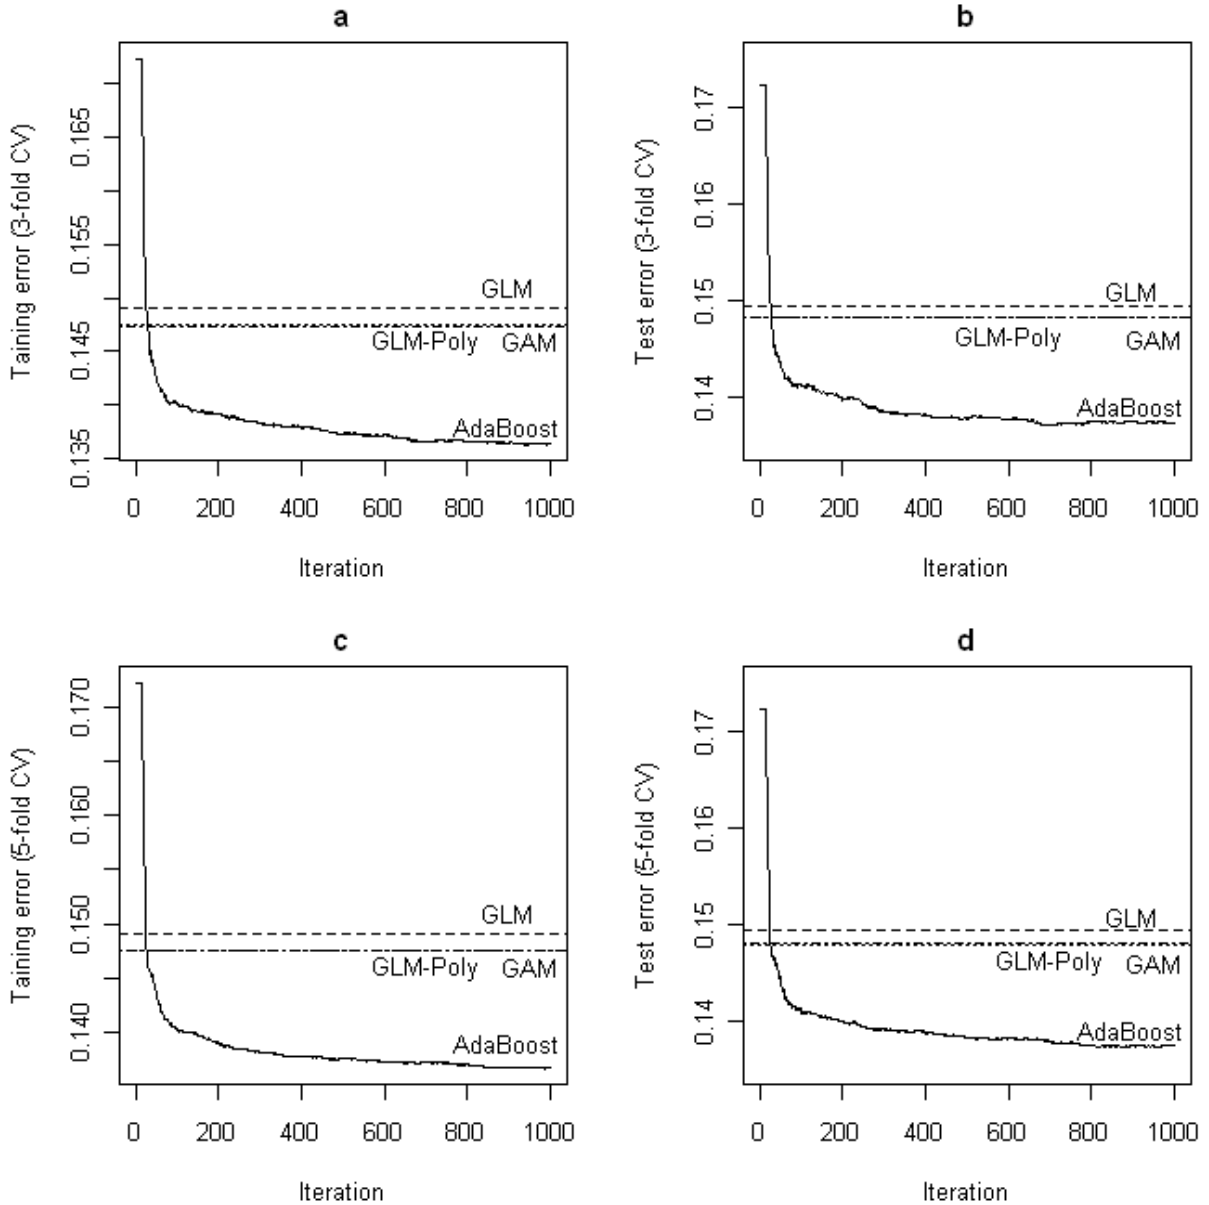 a
Taining error (3-fold CV)
0.135 0.145 0.155 0.165
GLM
GLM-Poly GAM
AdaBoost
0 200 400 600 800 1000
Iteration
b
Test error (3-fold CV)
0.14 0.15 0.16 0.17
GLM
GLM-Poly GAM
AdaBoost
0 200 400 600 800 1000
Iteration
c
Taining error (5-fold CV)
0.140 0.150 0.160 0.170
GLM
GLM-Poly GAM
AdaBoost
0 200 400 600 800 1000
Iteration
d
Test error (5-fold CV)
0.14 0.15 0.16 0.17
GLM
GLM-Poly GAM
AdaBoost
0 200 400 600 800 1000
Iteration